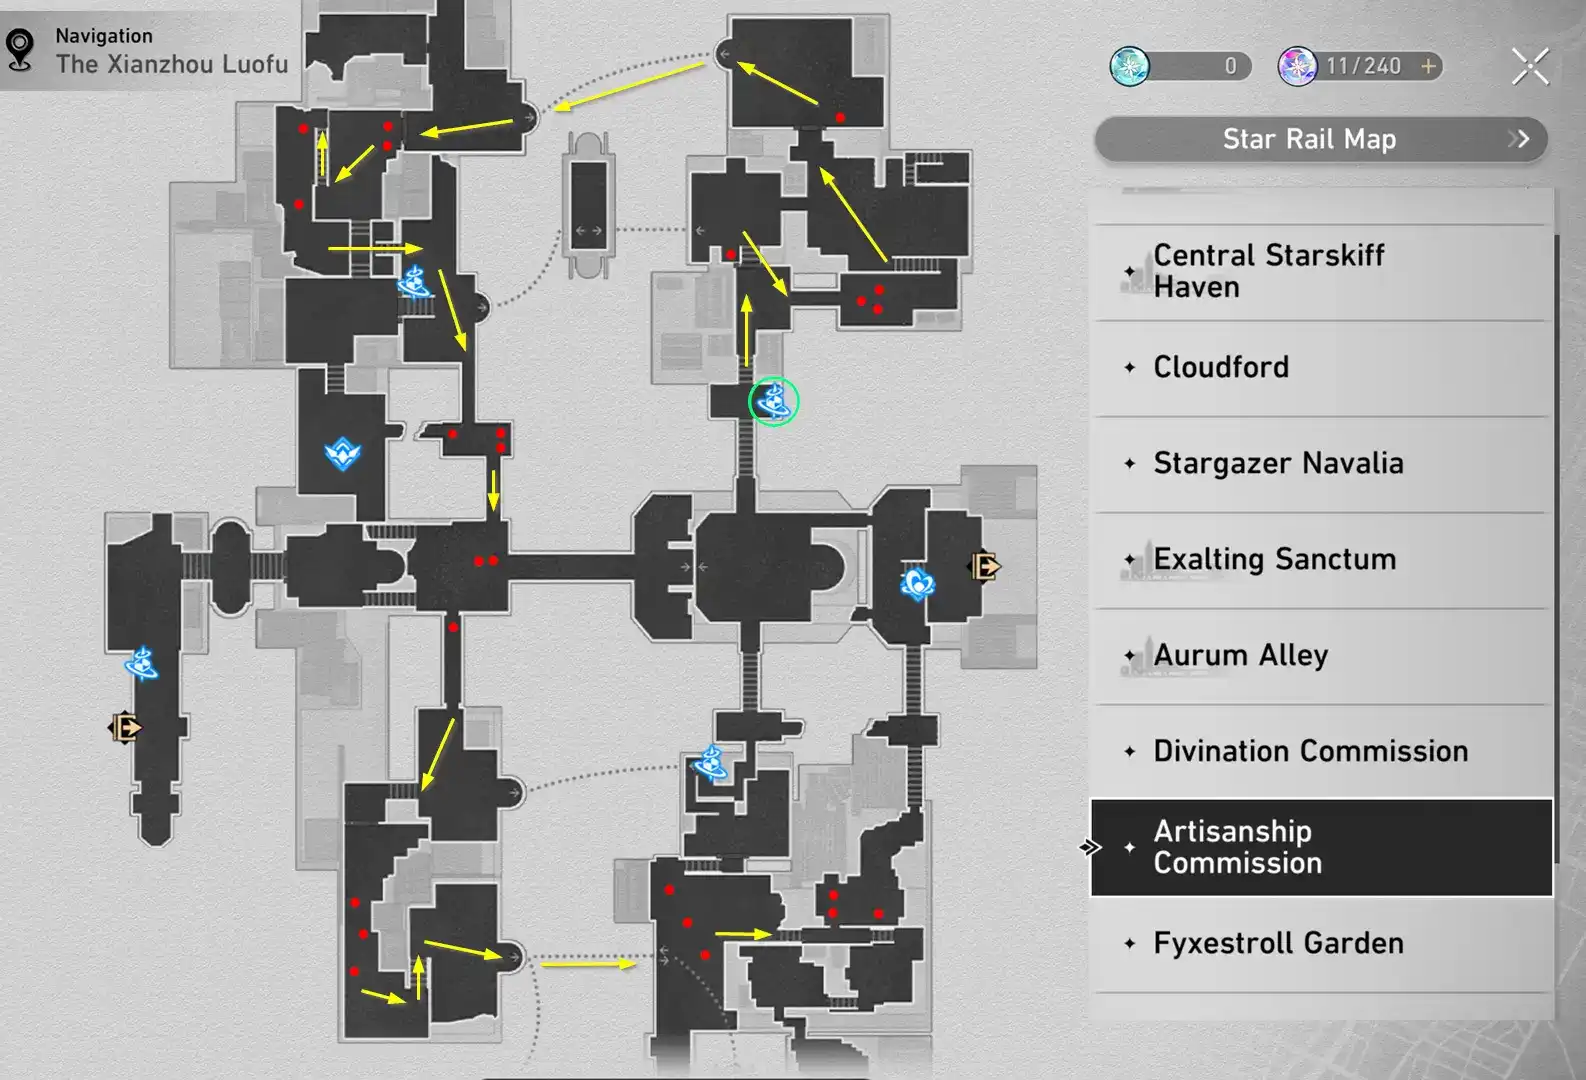 Navigation
The Xianzhou Luofu
0
11/240
Star Rail Map
Central Starskiff
Haven
Cloudford
Stargazer Navalia
Exalting Sanctum
Aurum Alley
Divination Commission
Artisanship
Commission
Fyxestroll Garden